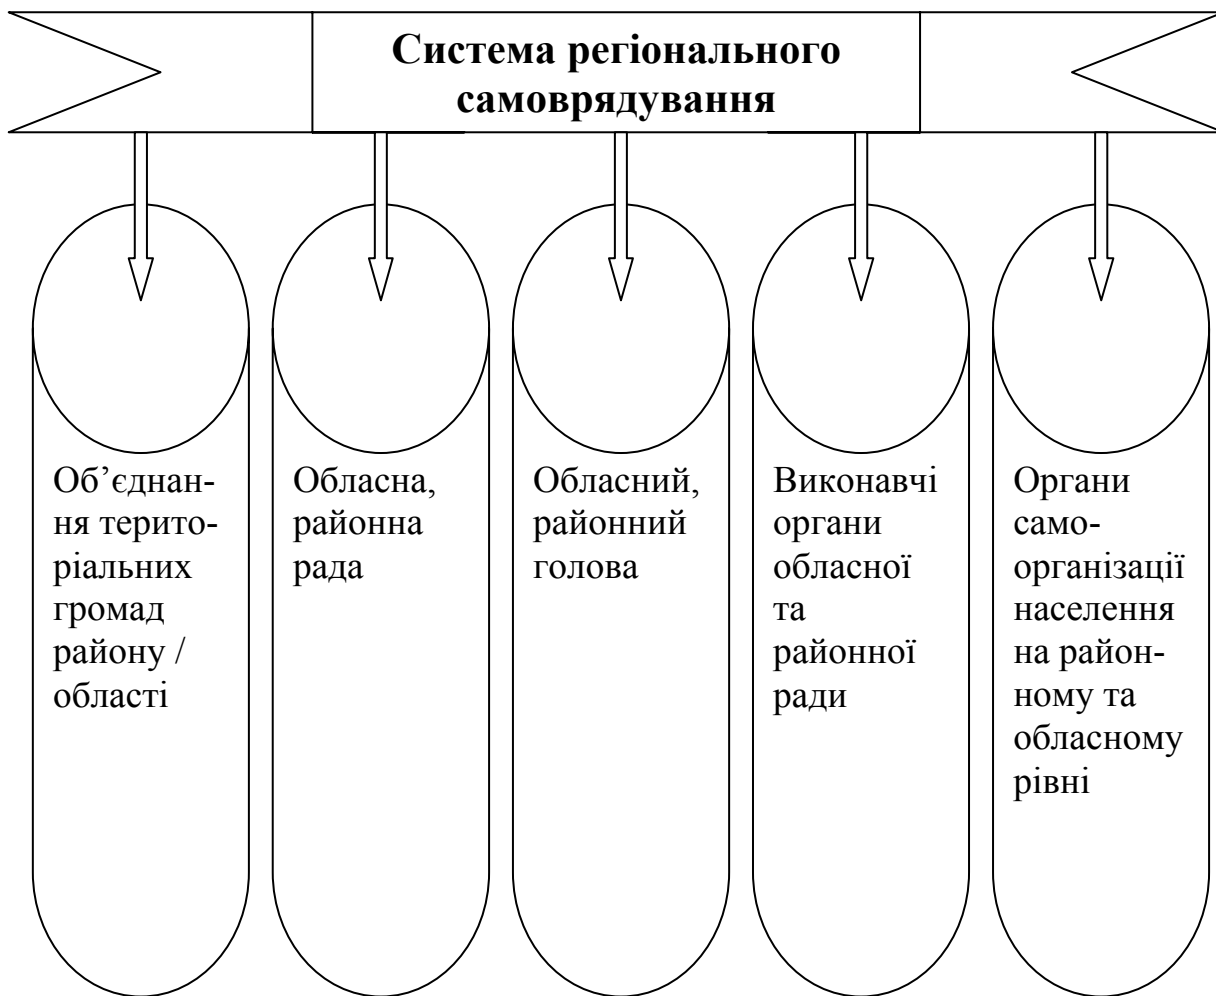 Система регіонального
самоврядування
Об’єднан-
ня терито-
ріальних
громад
району /
області
Обласна,
районна
рада
Обласний,
районний
голова
Виконавчі
органи
обласної
та
районної
ради
Органи
само-
організації
населення
на район-
ному та
обласному
рівні